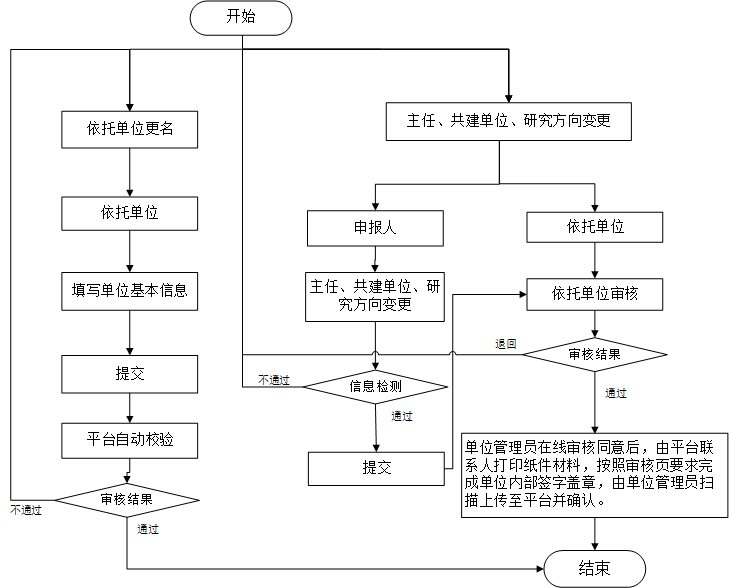 开始
依托单位更名
依托单位
填写单位基本信息
提交
平台自动校验
审核结果
不通过
通过
主任、共建单位、研究方向变更
申报人
主任、共建单位、研
究方向变更
信息检测
不通过
通过
提交
依托单位
依托单位审核
审核结果
退回
通过
单位管理员在线审核同意后，由平台联
系人打印纸件材料，按照审核页要求完
成单位内部签字盖章，由单位管理员扫
描上传至平台并确认。
结束